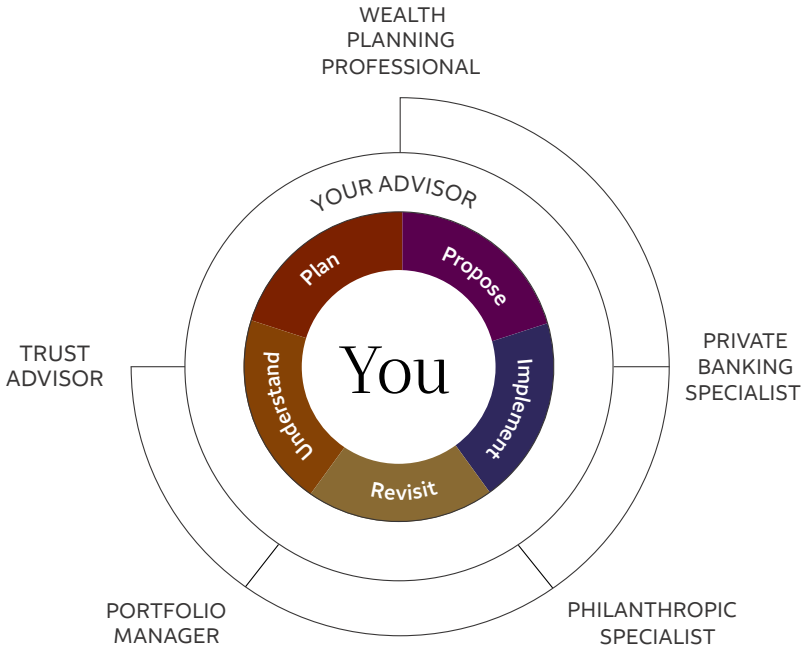 WEALTH
PLANNING
PROFESSIONAL
YOUR ADVISOR
Plan
Propose
You
Understand
Implement
Revisit
TRUST
ADVISOR
PRIVATE
BANKING
SPECIALIST
PORTFOLIO
MANAGER
PHILANTHROPIC
SPECIALIST